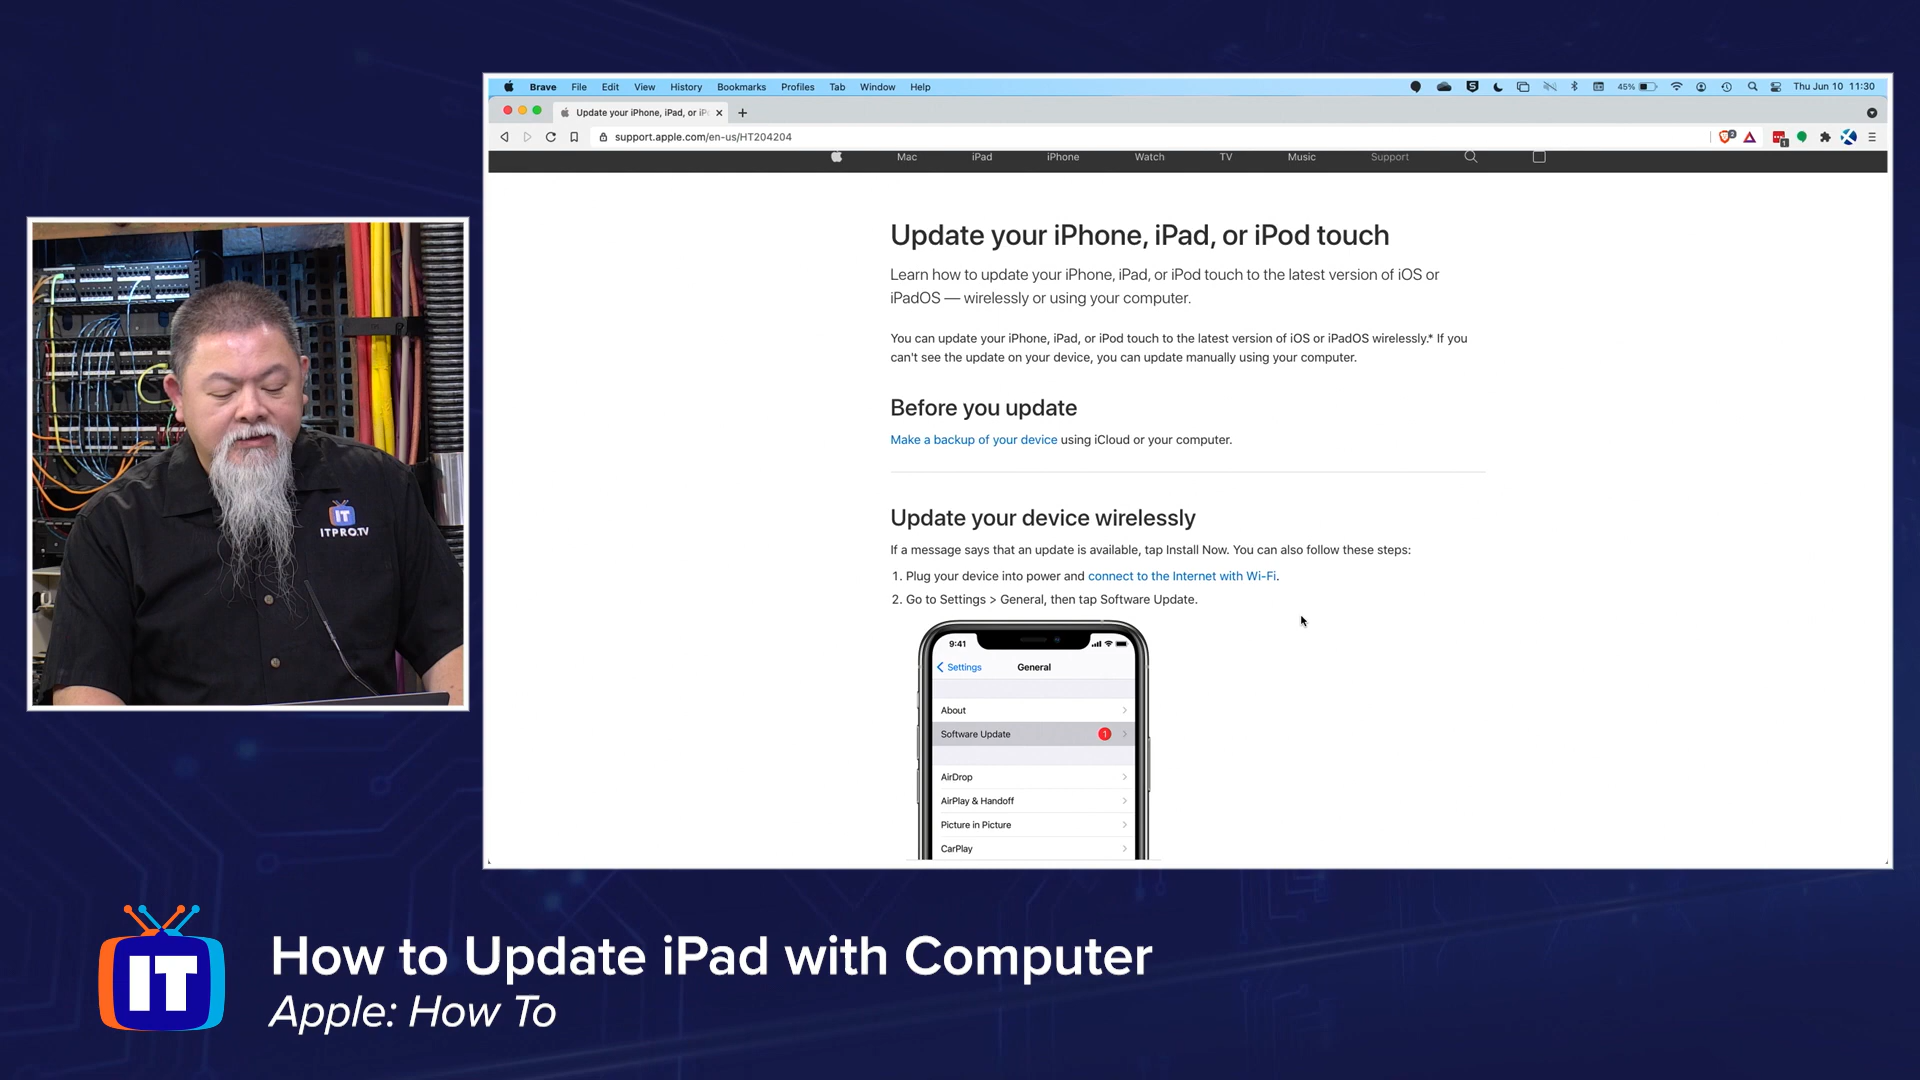 Brave File Edit View History Bookmarks Profiles Tab Window Help 45% Thu Jun 10 11:30
Update your iPhone, iPad, or iP
support.apple.com/en-us/HT204204
Mac iPad iPhone Watch TV Music Support
Update your iPhone, iPad, or iPod touch
Learn how to update your iPhone, iPad, or iPod touch to the latest version of iOS or
iPadOS — wirelessly or using your computer.
You can update your iPhone, iPad, or iPod touch to the latest version of iOS or iPadOS wirelessly.* If you
can't see the update on your device, you can update manually using your computer.
Before you update
Make a backup of your device using iCloud or your computer.
Update your device wirelessly
If a message says that an update is available, tap Install Now. You can also follow these steps:
1. Plug your device into power and connect to the Internet with Wi-Fi.
2. Go to Settings > General, then tap Software Update.
9:41
Settings General
About
Software Update 1
AirDrop
AirPlay & Handoff
Picture in Picture
CarPlay
IT
ITPRO.TV
IT
How to Update iPad with Computer
Apple: How To